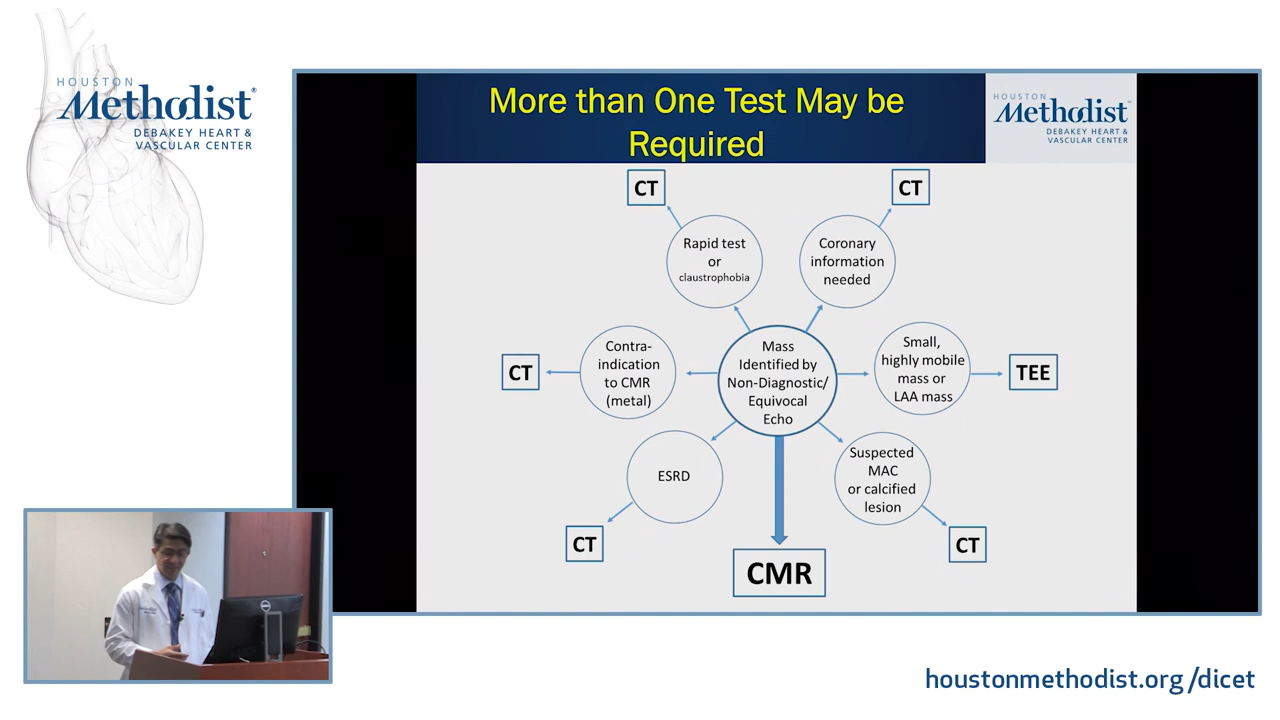 HOUSTON
Methodist®
DEBAKEY HEART &
VASCULAR CENTER
More than One Test May be
Required
HOUSTON
Methodist
DEBAKEY HEART &
VASCULAR CENTER
CT
CT
Rapid test
or
claustrophobia
Coronary
information
needed
CT
Contra-
indication
to CMR
(metal)
Mass
Identified by
Non-Diagnostic/
Equivocal
Echo
Small,
highly mobile
mass or
LAA mass
TEE
ESRD
Suspected
MAC
or calcified
lesion
CT
CT
CMR
DELL
houstonmethodist.org/dicet